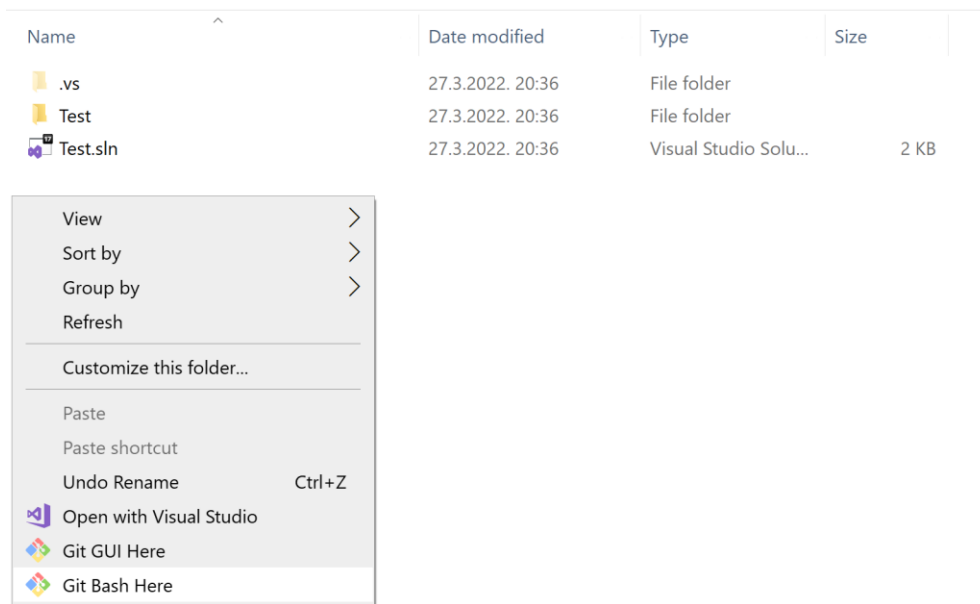 Name Date modified Type Size
.vs 27.3.2022. 20:36 File folder
Test 27.3.2022. 20:36 File folder
17
Test.sln 27.3.2022. 20:36 Visual Studio Solu... 2 KB
View
Sort by
Group by
Refresh
Customize this folder...
Paste
Paste shortcut
Undo Rename Ctrl+Z
Open with Visual Studio
Git GUI Here
Git Bash Here